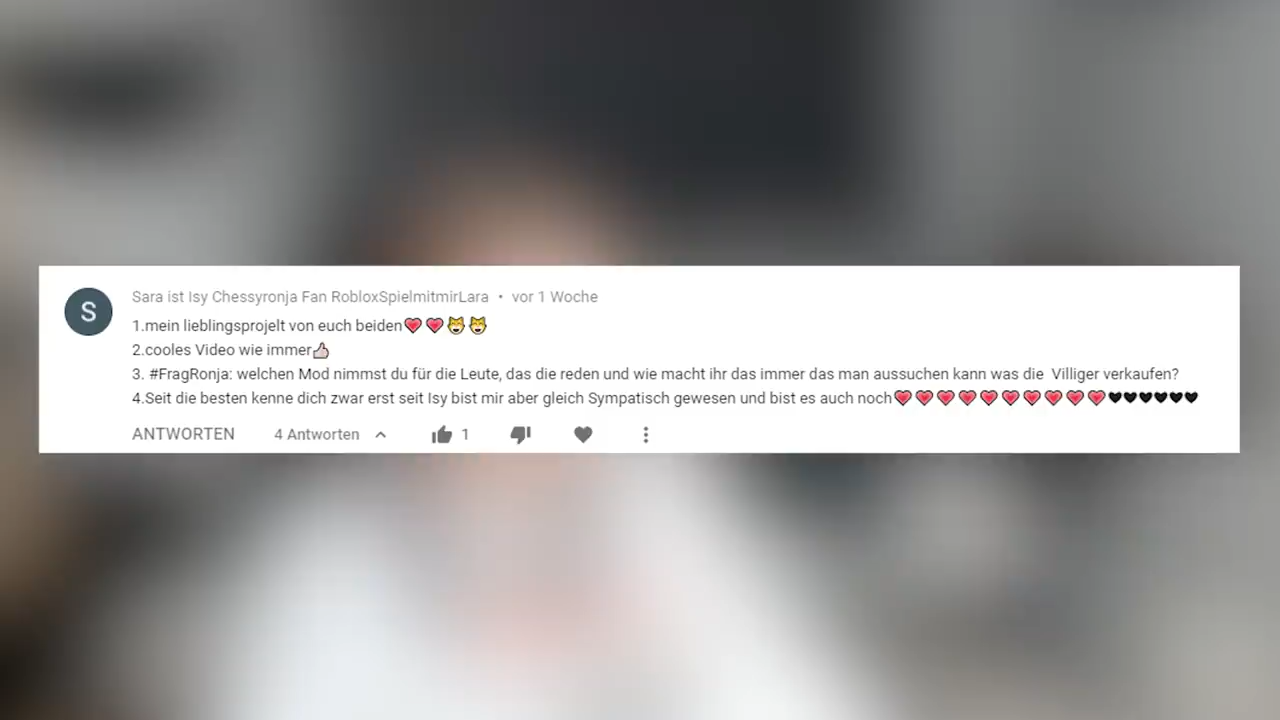 S
Sara ist Isy Chessyronja Fan RobloxSpielmitmirLara • vor 1 Woche
1.mein lieblingsprojelt von euch beiden❤️❤️😺😺
2.cooles Video wie immer👍🏻
3. #FragRonja: welchen Mod nimmst du für die Leute, das die reden und wie macht ihr das immer das man aussuchen kann was die Villiger verkaufen?
4.Seit die besten kenne dich zwar erst seit Isy bist mir aber gleich Sympatisch gewesen und bist es auch noch❤️❤️❤️❤️❤️❤️❤️❤️❤️❤️🖤🖤🖤🖤🖤🖤
ANTWORTEN 4 Antworten 1